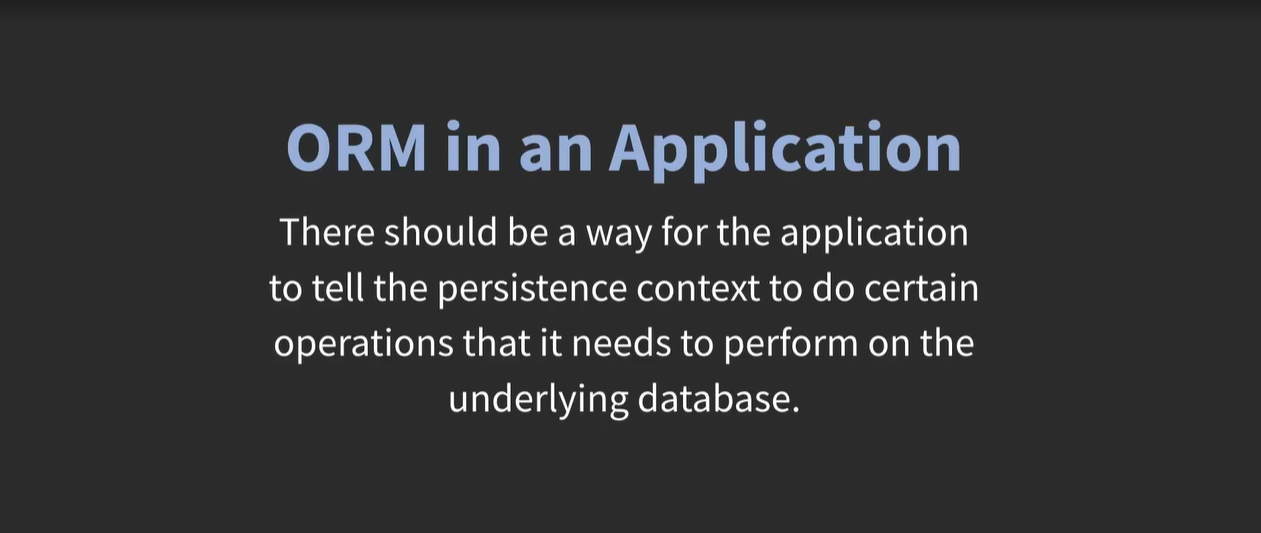 ORM in an Application
There should be a way for the application
to tell the persistence context to do certain
operations that it needs to perform on the
underlying database.